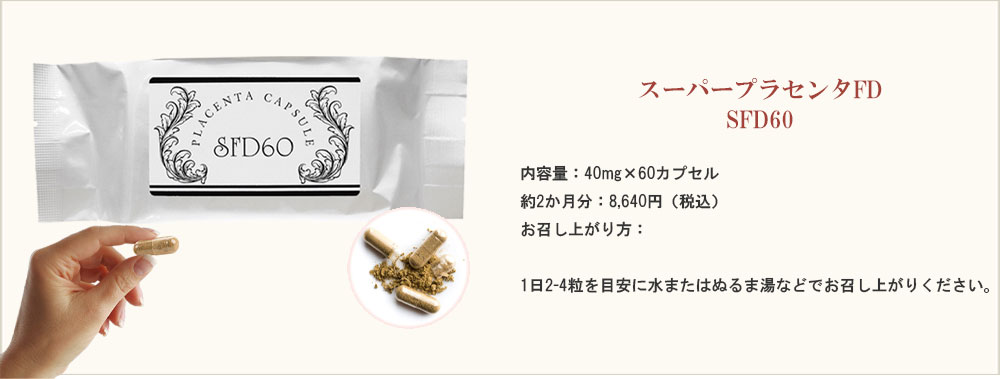 PLACENTA CAPSULE
SFD60
スーパープラセンタFD
SFD60
内容量：40mg×60カプセル
約2か月分：8,640円（税込）
お召し上がり方：
1日2-4粒を目安に水またはぬるま湯などでお召し上がりください。